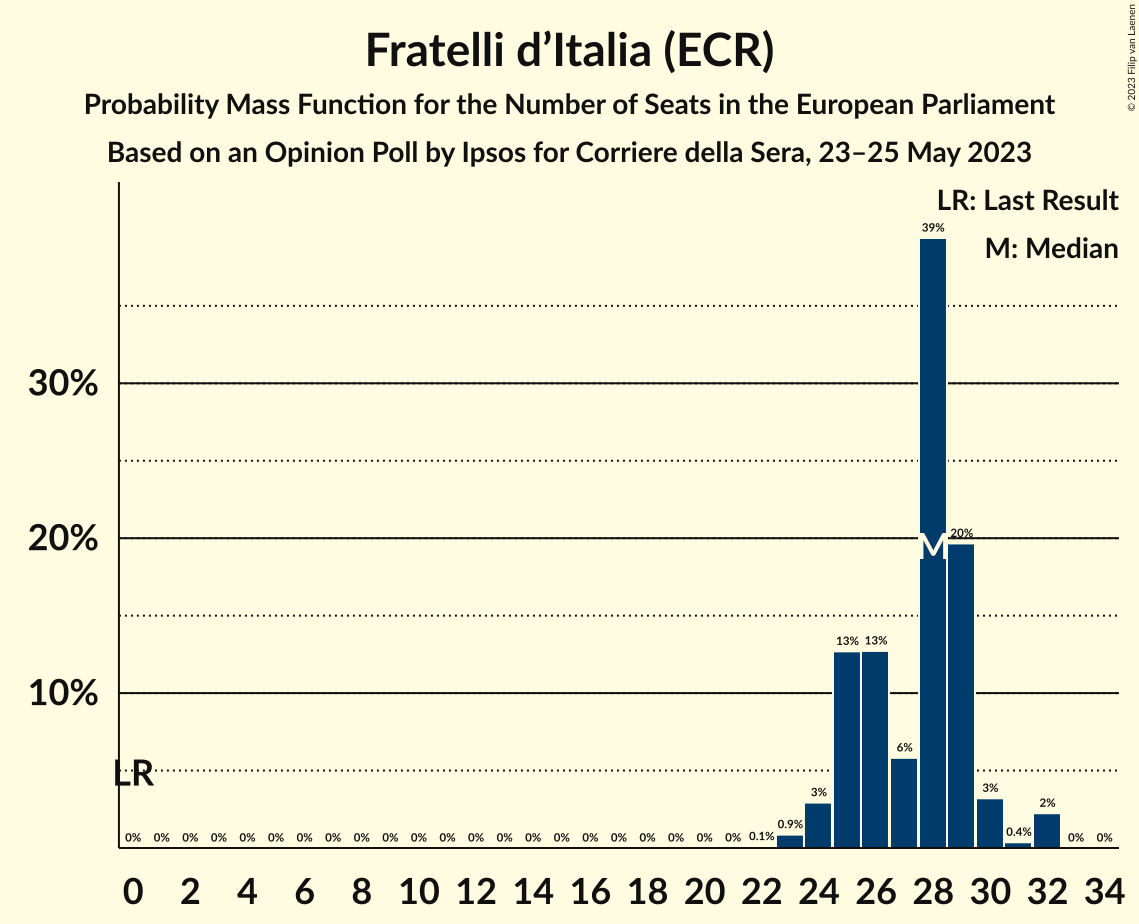 Fratelli d’Italia (ECR)
Probability Mass Function for the Number of Seats in the European Parliament
Based on an Opinion Poll by Ipsos for Corriere della Sera, 23–25 May 2023
© 2023 Filip van Laenen
LR: Last Result
M: Median
39%
30%
20%
M
20%
13% 13%
10%
6%
LR
3%
3%
2%
0% 0% 0% 0% 0% 0% 0% 0% 0% 0% 0% 0% 0% 0% 0% 0% 0% 0% 0% 0% 0% 0% 0.1% 0.9% 0.4% 0% 0%
0 2 4 6 8 10 12 14 16 18 20 22 24 26 28 30 32 34